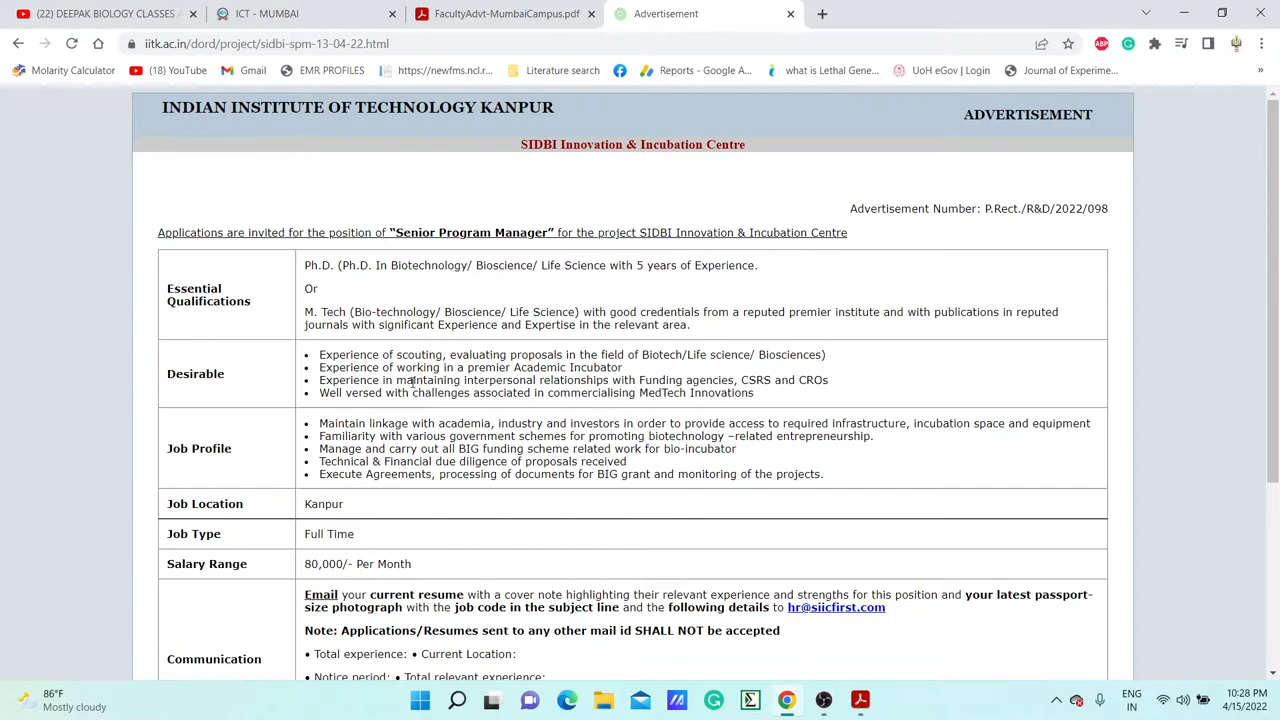 (22) DEEPAK BIOLOGY CLASSES
ICT - MUMBAI
FacultyAdvt-MumbaiCampus.pdf
Advertisement
iitk.ac.in/dord/project/sidbi-spm-13-04-22.html
ABP
Molarity Calculator
(18) YouTube
Gmail
EMR PROFILES
https://newfms.ncl.r...
Literature search
Reports - Google A...
what is Lethal Gene...
UoH eGov | Login
Journal of Experime...
»
INDIAN INSTITUTE OF TECHNOLOGY KANPUR
ADVERTISEMENT
SIDBI Innovation & Incubation Centre
Advertisement Number: P.Rect./R&D/2022/098
Applications are invited for the position of “Senior Program Manager” for the project SIDBI Innovation & Incubation Centre
Essential
Qualifications
Ph.D. (Ph.D. In Biotechnology/ Bioscience/ Life Science with 5 years of Experience.
Or
M. Tech (Bio-technology/ Bioscience/ Life Science) with good credentials from a reputed premier institute and with publications in reputed
journals with significant Experience and Expertise in the relevant area.
Desirable
• Experience of scouting, evaluating proposals in the field of Biotech/Life science/ Biosciences)
• Experience of working in a premier Academic Incubator
• Experience in maintaining interpersonal relationships with Funding agencies, CSRS and CROs
• Well versed with challenges associated in commercialising MedTech Innovations
Job Profile
• Maintain linkage with academia, industry and investors in order to provide access to required infrastructure, incubation space and equipment
• Familiarity with various government schemes for promoting biotechnology –related entrepreneurship.
• Manage and carry out all BIG funding scheme related work for bio-incubator
• Technical & Financial due diligence of proposals received
• Execute Agreements, processing of documents for BIG grant and monitoring of the projects.
Job Location
Kanpur
Job Type
Full Time
Salary Range
80,000/- Per Month
Communication
Email your current resume with a cover note highlighting their relevant experience and strengths for this position and your latest passport-
size photograph with the job code in the subject line and the following details to hr@siicfirst.com
Note: Applications/Resumes sent to any other mail id SHALL NOT be accepted
• Total experience: • Current Location:
• Notice period: • Total relevant experience:
86°F
Mostly cloudy
ENG
IN
10:28 PM
4/15/2022